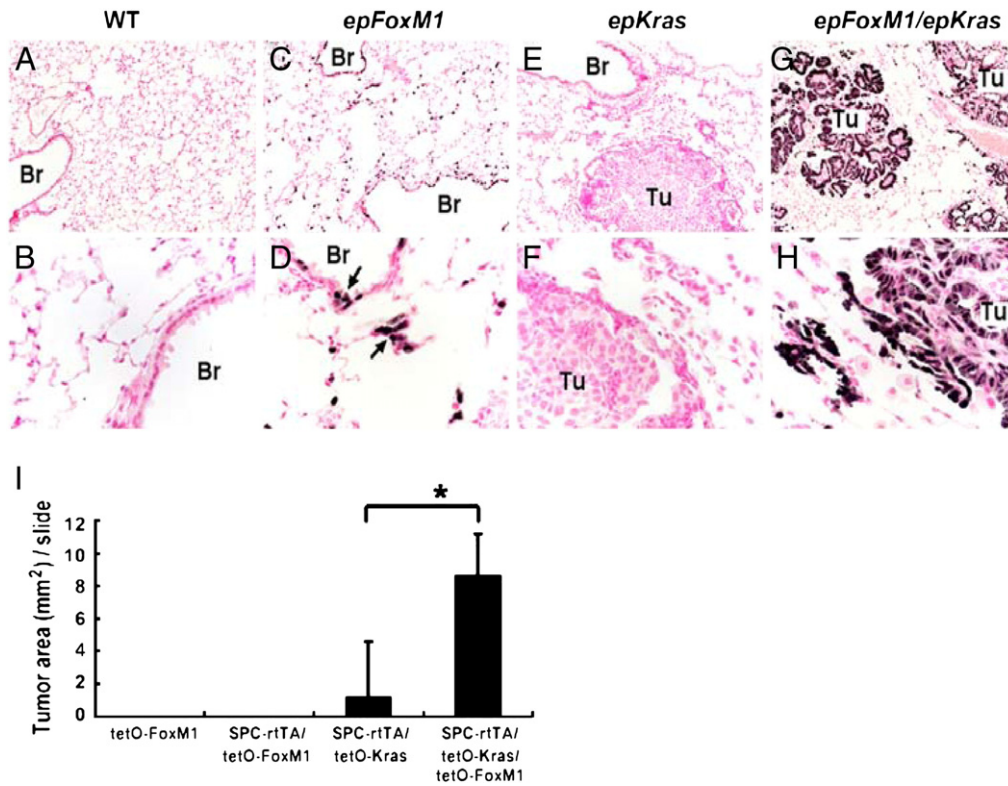 WT epFoxM1 epKras epFoxM1/epKras
A C E G
Br Br Tu
Br Br Tu Tu
B D F H
Br Br Tu Tu
I
*
Tumor area (mm²) / slide
12
10
8
6
4
2
0
tetO-FoxM1 SPC-rtTA/ SPC-rtTA/ SPC-rtTA/
tetO-FoxM1 tetO-Kras tetO-Kras/
tetO-FoxM1